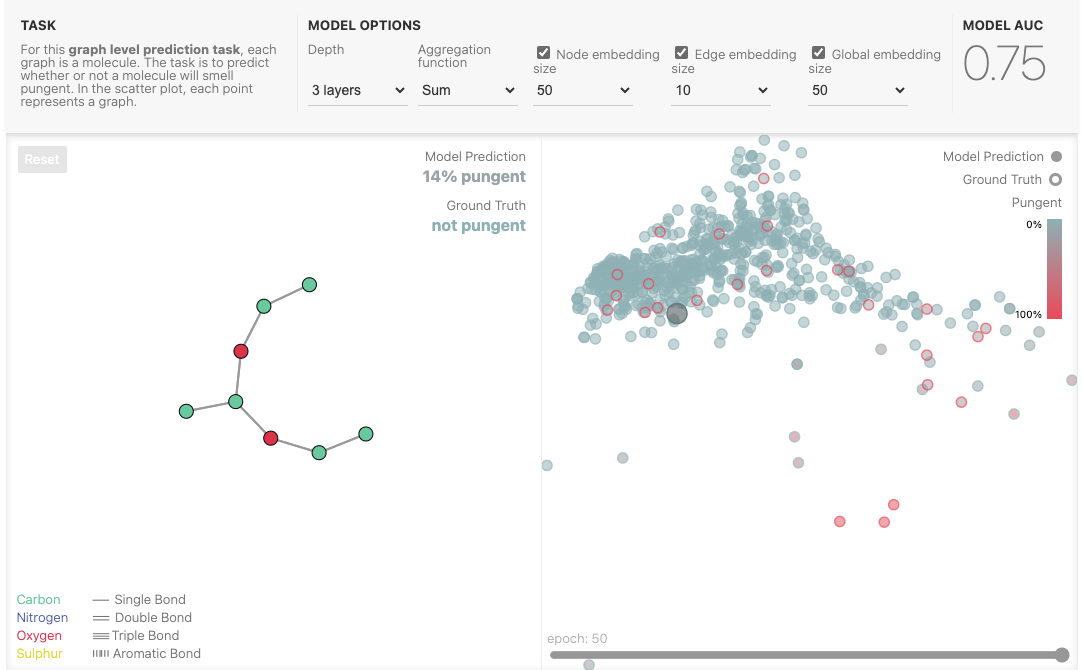 TASK
For this graph level prediction task, each
graph is a molecule. The task is to predict
whether or not a molecule will smell
pungent. In the scatter plot, each point
represents a graph.
MODEL OPTIONS
Depth
3 layers
Aggregation
function
Sum
Node embedding
size
50
Edge embedding
size
10
Global embedding
size
50
MODEL AUC
0.75
Reset
Model Prediction
14% pungent
Ground Truth
not pungent
Carbon
Nitrogen
Oxygen
Sulphur
Single Bond
Double Bond
Triple Bond
Aromatic Bond
Model Prediction
Ground Truth
Pungent
0%
100%
epoch: 50